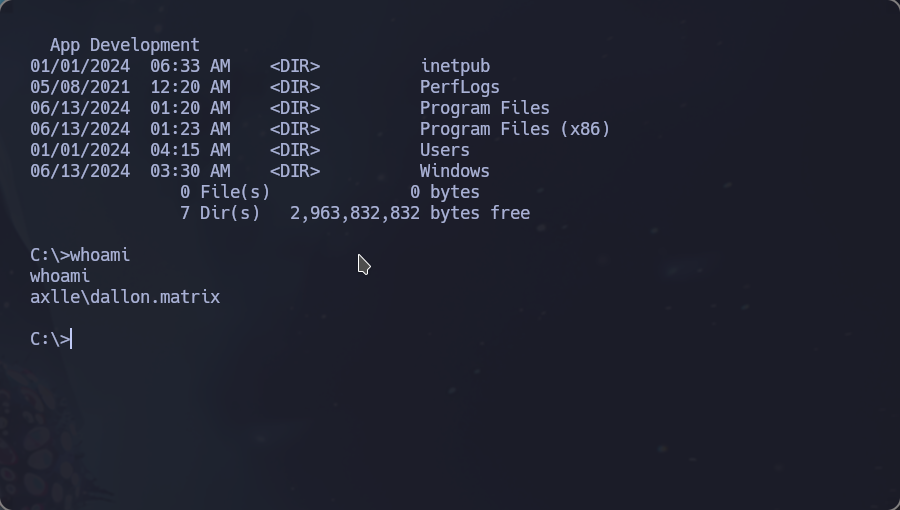 App Development
01/01/2024  06:33 AM    <DIR>          inetpub
05/08/2021  12:20 AM    <DIR>          PerfLogs
06/13/2024  01:20 AM    <DIR>          Program Files
06/13/2024  01:23 AM    <DIR>          Program Files (x86)
01/01/2024  04:15 AM    <DIR>          Users
06/13/2024  03:30 AM    <DIR>          Windows
               0 File(s)              0 bytes
               7 Dir(s)   2,963,832,832 bytes free
C:\>whoami
whoami
axlle\dallon.matrix
C:\>